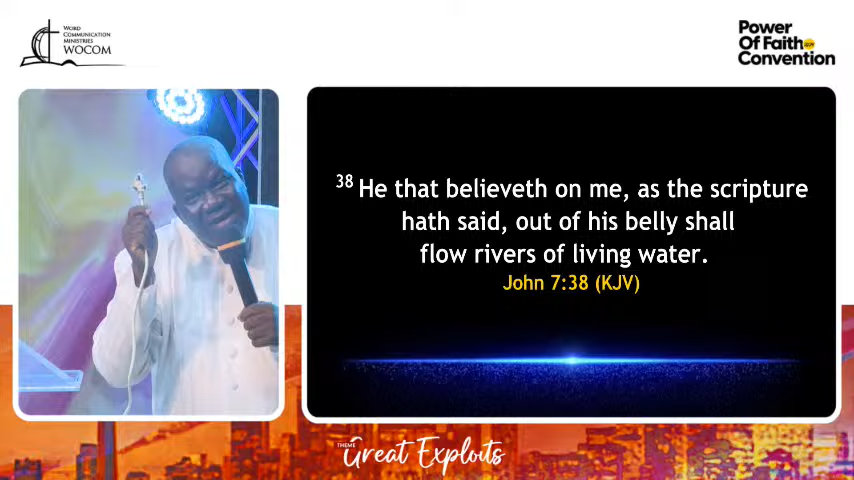 WORD
COMMUNICATION
MINISTRIES
WOCOM
Power
Of Faith
Convention
38 He that believeth on me, as the scripture
hath said, out of his belly shall
flow rivers of living water.
John 7:38 (KJV)
THEME
Great Exploits